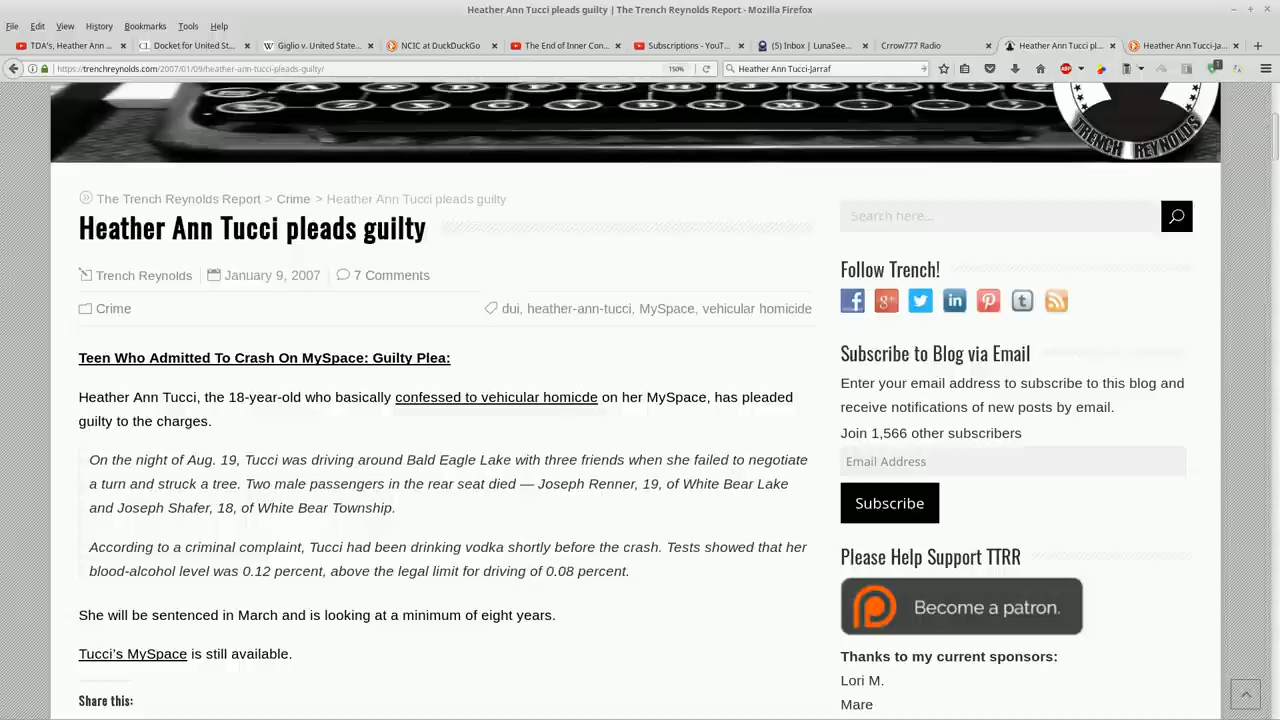 Heather Ann Tucci pleads guilty | The Trench Reynolds Report - Mozilla Firefox
File Edit View History Bookmarks Tools Help
TDA's, Heather Ann ... Docket for United St... Giglio v. United State... NCIC at DuckDuckGo The End of Inner Con... Subscriptions - YouT... (5) Inbox | LunaSee... Crrow777 Radio Heather Ann Tucci pl... Heather Ann Tucci-Ja...
https://trenchreynolds.com/2007/01/09/heather-ann-tucci-pleads-guilty/ 150% Heather Ann Tucci-Jarraf
TRENCH REYNOLDS
The Trench Reynolds Report > Crime > Heather Ann Tucci pleads guilty
Heather Ann Tucci pleads guilty
Trench Reynolds January 9, 2007 7 Comments
Crime dui, heather-ann-tucci, MySpace, vehicular homicide
Teen Who Admitted To Crash On MySpace: Guilty Plea:
Heather Ann Tucci, the 18-year-old who basically confessed to vehicular homicde on her MySpace, has pleaded
guilty to the charges.
On the night of Aug. 19, Tucci was driving around Bald Eagle Lake with three friends when she failed to negotiate
a turn and struck a tree. Two male passengers in the rear seat died — Joseph Renner, 19, of White Bear Lake
and Joseph Shafer, 18, of White Bear Township.
According to a criminal complaint, Tucci had been drinking vodka shortly before the crash. Tests showed that her
blood-alcohol level was 0.12 percent, above the legal limit for driving of 0.08 percent.
She will be sentenced in March and is looking at a minimum of eight years.
Tucci's MySpace is still available.
Share this:
Search here...
Follow Trench!
Subscribe to Blog via Email
Enter your email address to subscribe to this blog and
receive notifications of new posts by email.
Join 1,566 other subscribers
Email Address
Subscribe
Please Help Support TTRR
Become a patron.
Thanks to my current sponsors:
Lori M.
Mare